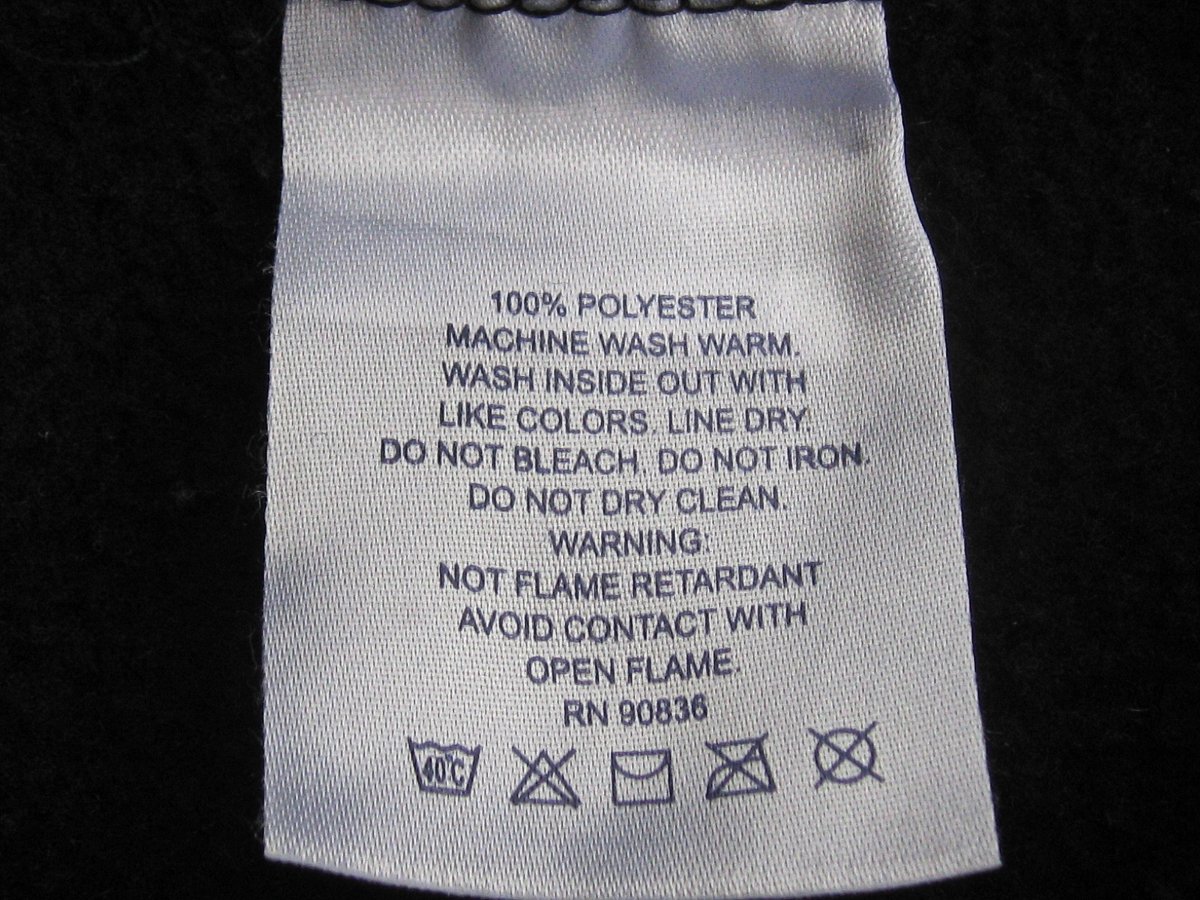 100% POLYESTER
MACHINE WASH WARM.
WASH INSIDE OUT WITH
LIKE COLORS. LINE DRY.
DO NOT BLEACH. DO NOT IRON.
DO NOT DRY CLEAN.
WARNING:
NOT FLAME RETARDANT
AVOID CONTACT WITH
OPEN FLAME.
RN 90836
40°C